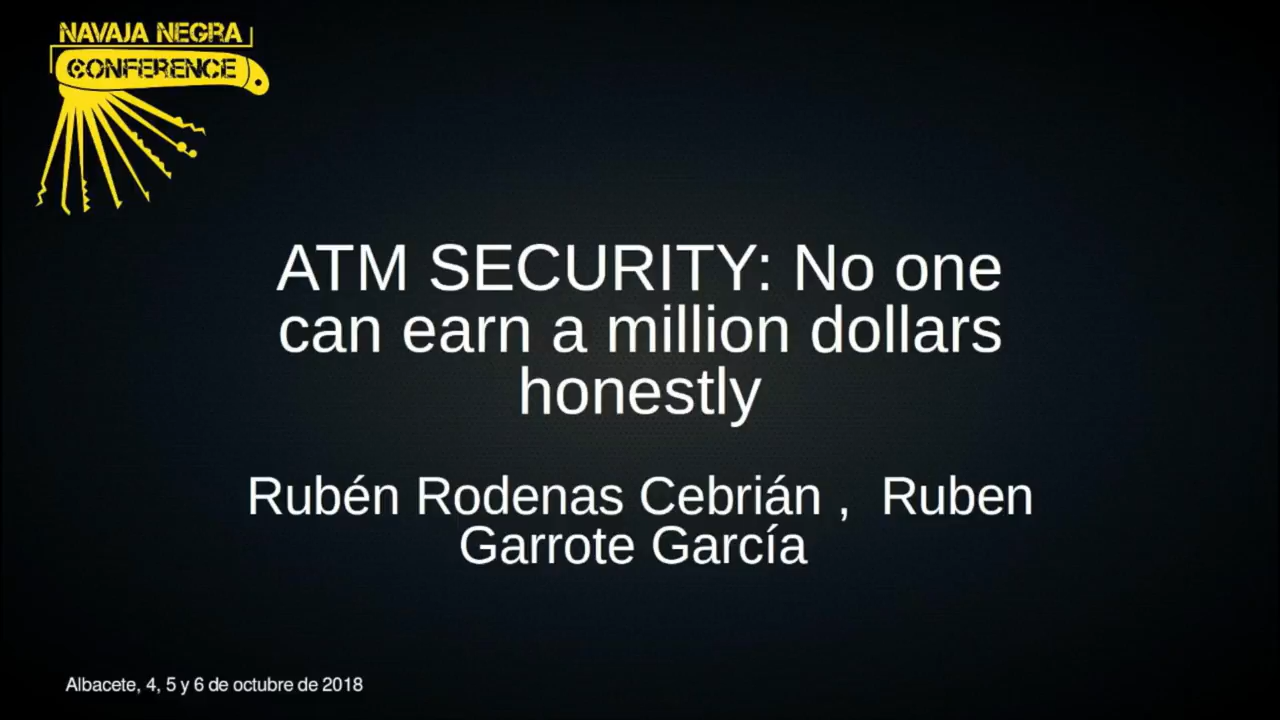 NAVAJA NEGRA
CONFERENCE
ATM SECURITY: No one
can earn a million dollars
honestly
Rubén Rodenas Cebrián , Ruben
Garrote García
Albacete, 4, 5 y 6 de octubre de 2018